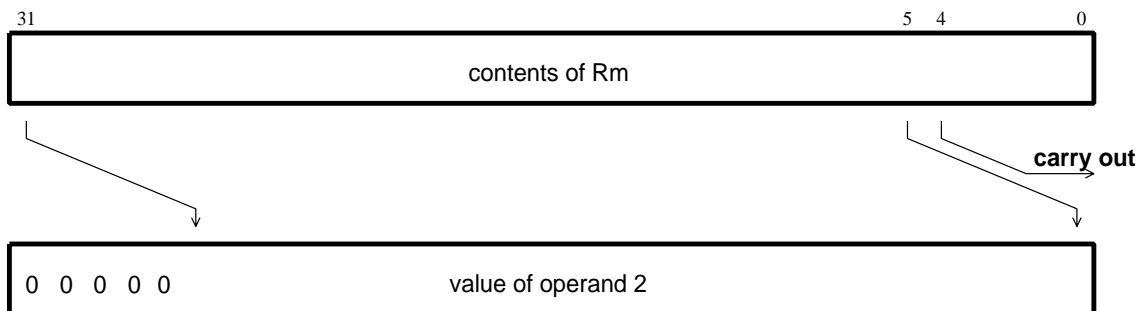 31 5 4 0
contents of Rm
carry out
0 0 0 0 0 value of operand 2